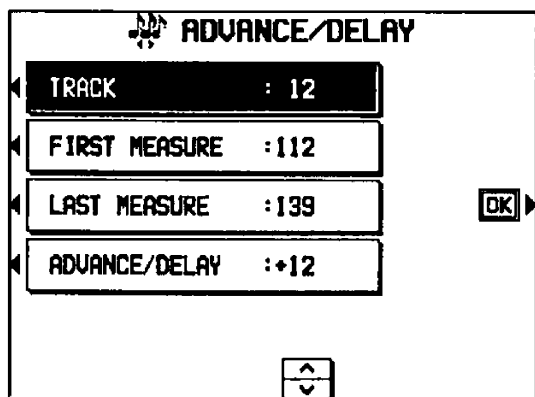 ADVANCE/DELAY
TRACK : 12
FIRST MEASURE :112
LAST MEASURE :139
OK
ADVANCE/DELAY :+12